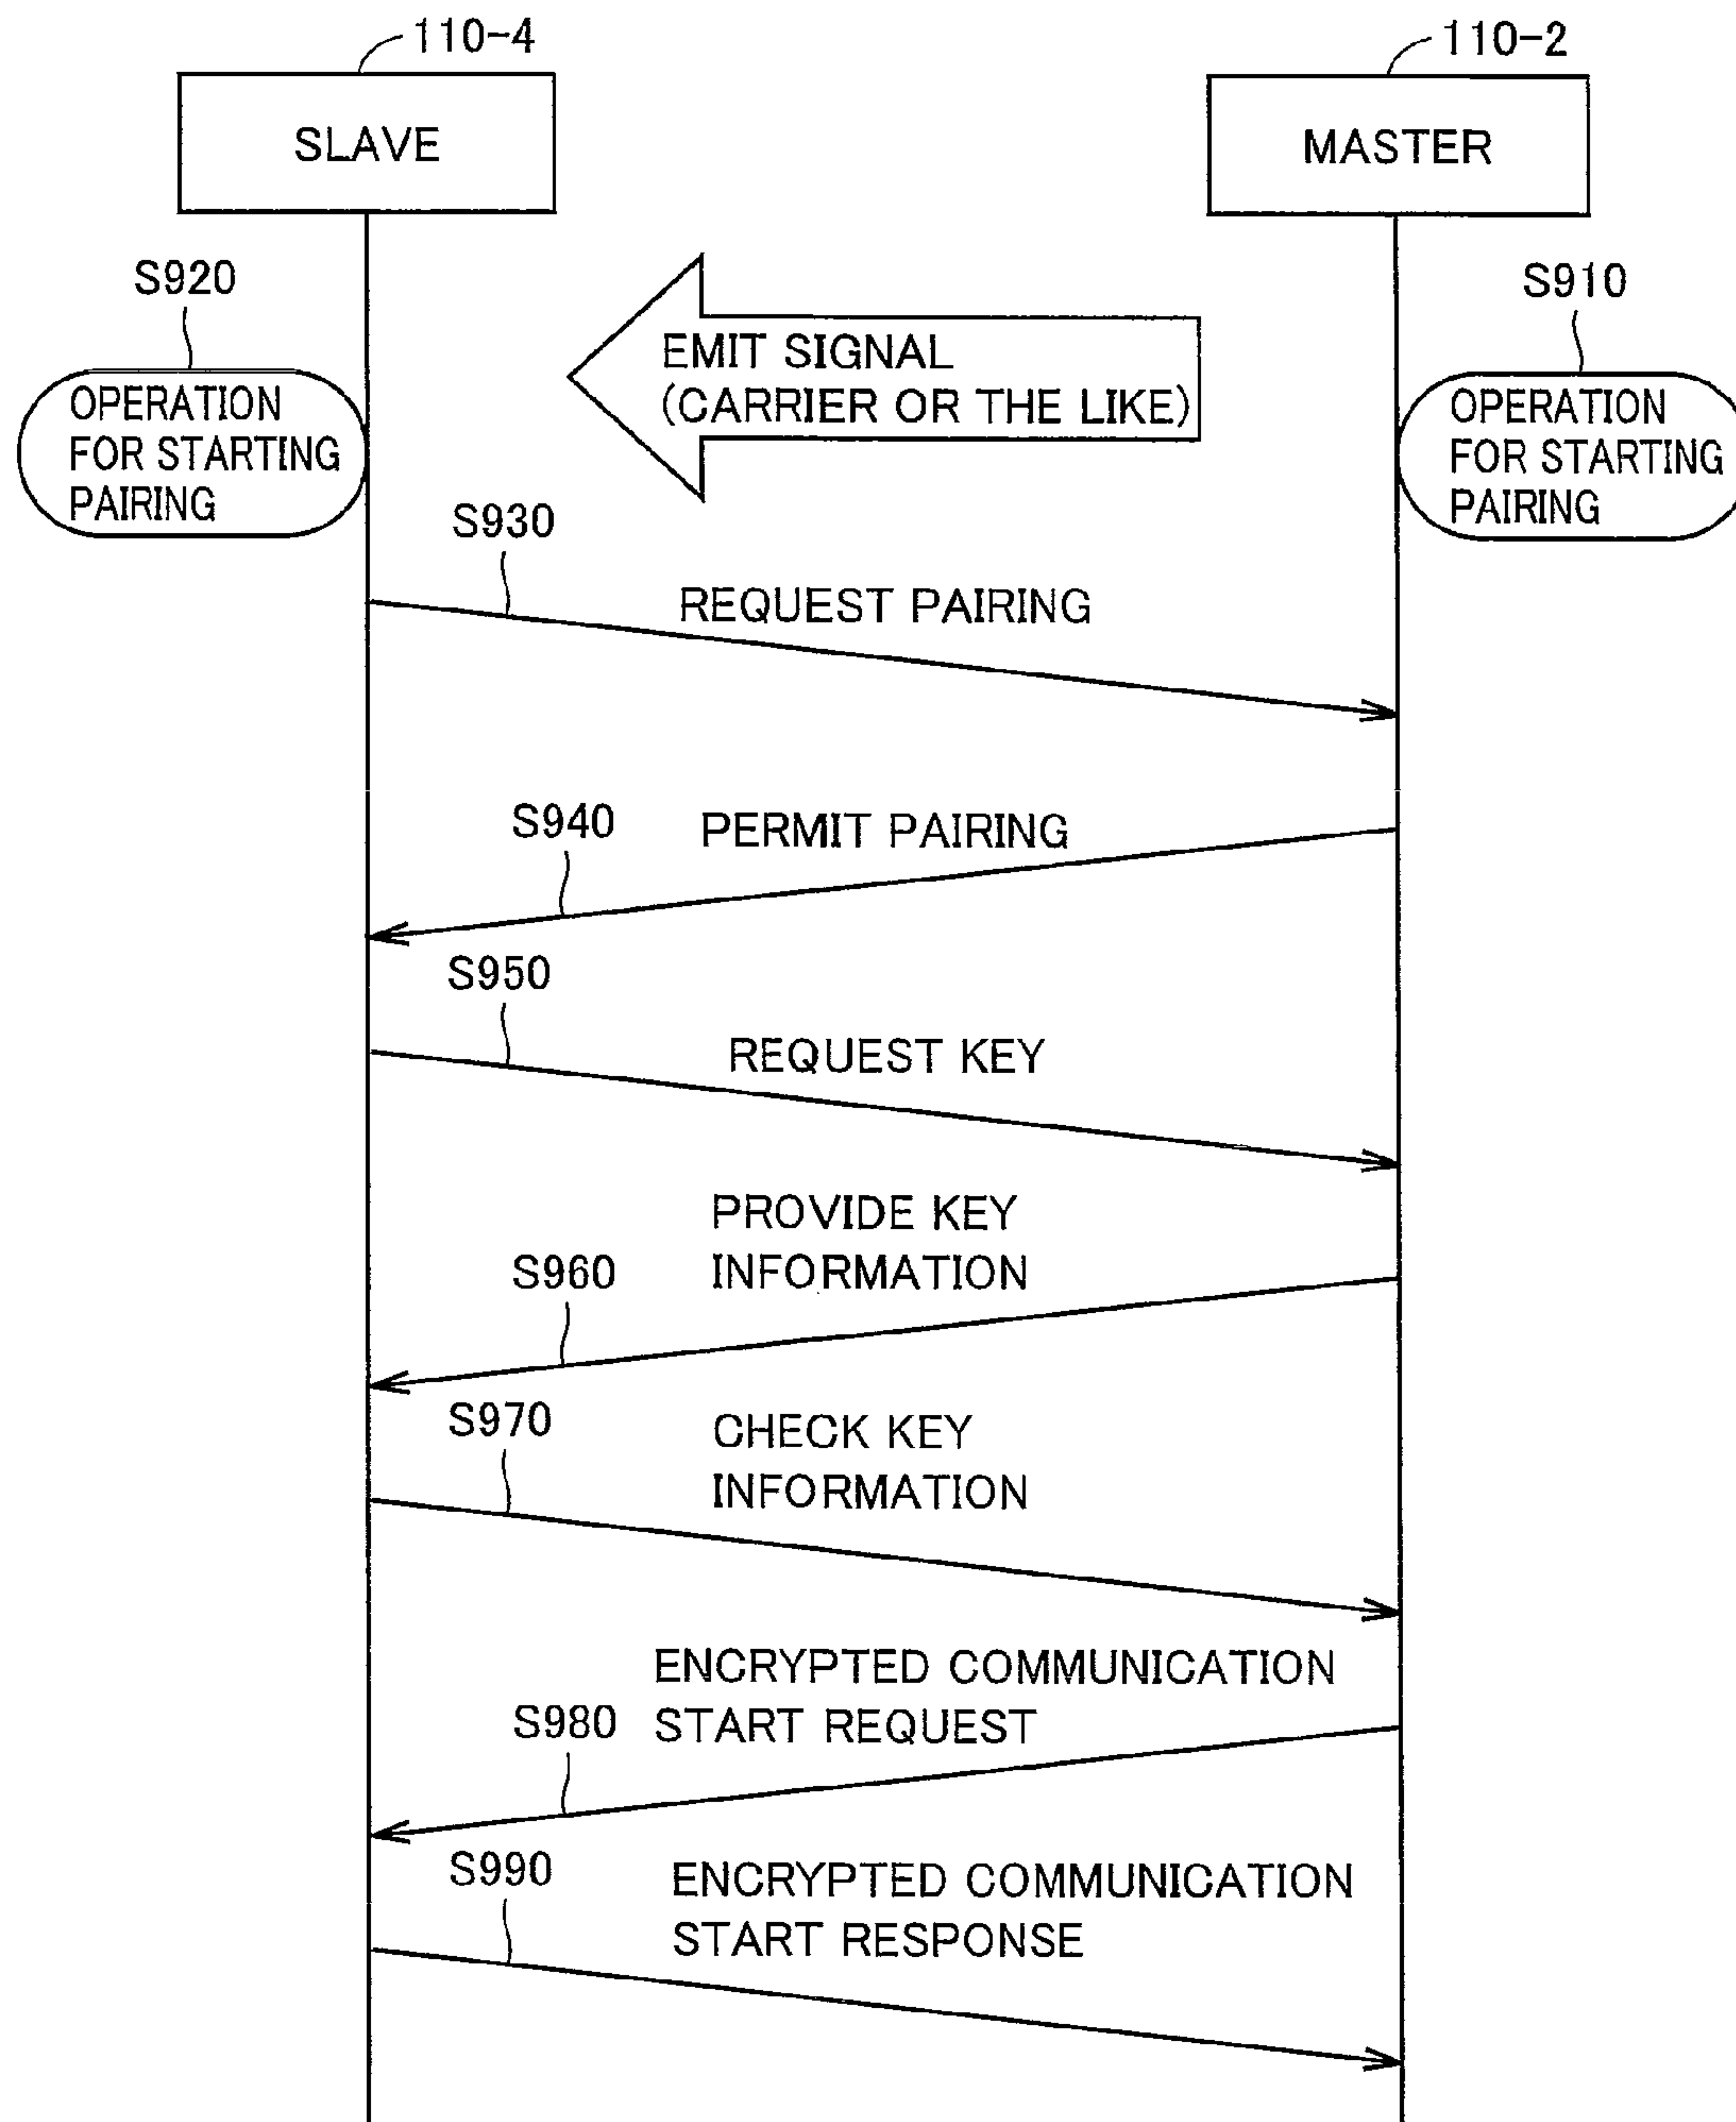 110-4
110-2
SLAVE
MASTER
S920
S910
EMIT SIGNAL
(CARRIER OR THE LIKE)
OPERATION
FOR STARTING
PAIRING
OPERATION
FOR STARTING
PAIRING
S930
REQUEST PAIRING
S940
PERMIT PAIRING
S950
REQUEST KEY
PROVIDE KEY
INFORMATION
S960
S970
CHECK KEY
INFORMATION
ENCRYPTED COMMUNICATION
START REQUEST
S980
S990
ENCRYPTED COMMUNICATION
START RESPONSE